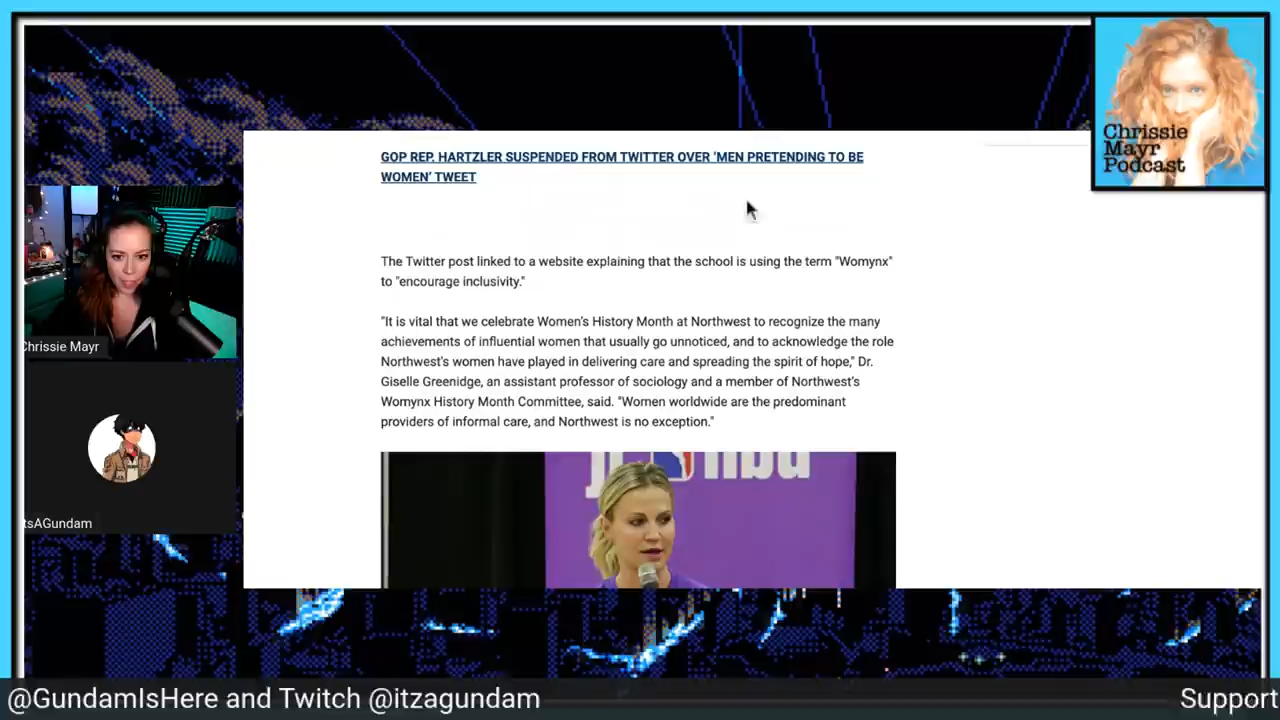 Chrissie
Mayr
Podcast
GOP REP. HARTZLER SUSPENDED FROM TWITTER OVER 'MEN PRETENDING TO BE
WOMEN' TWEET
The Twitter post linked to a website explaining that the school is using the term "Womynx"
to "encourage inclusivity."
"It is vital that we celebrate Women's History Month at Northwest to recognize the many
achievements of influential women that usually go unnoticed, and to acknowledge the role
Northwest's women have played in delivering care and spreading the spirit of hope," Dr.
Giselle Greenidge, an assistant professor of sociology and a member of Northwest's
Womynx History Month Committee, said. "Women worldwide are the predominant
providers of informal care, and Northwest is no exception."
Chrissie Mayr
tsAGundam
jr nba
@GundamIsHere and Twitch @itzagundam
Support